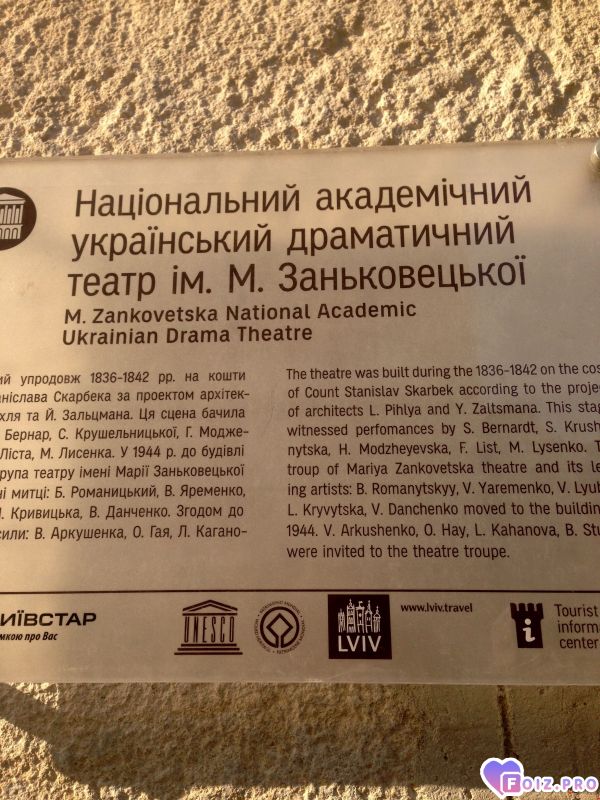 Національний академічний
український драматичний
театр ім. М. Заньковецької
M. Zankovetska National Academic
Ukrainian Drama Theatre
ий упродовж 1836-1842 рр. на кошти
аніслава Скарбека за проектом архітек-
хля та Й. Зальцмана. Ця сцена бачила
Бернар, С. Крушельницької, Г. Модже-
Ліста, М. Лисенка. У 1944 р. до будівлі
рупа театру імені Марії Заньковецької
ні митці: Б. Романицький, В. Яременко,
Кривицька, В. Данченко. Згодом до
сили: В. Аркушенка, О. Гая, Л. Кагано-
The theatre was built during the 1836-1842 on the cos
of Count Stanislav Skarbek according to the proje
of architects L. Pihlya and Y. Zaltsmana. This stag
witnessed perfomances by S. Bernardt, S. Krush
nytska, H. Modzheyevska, F. List, M. Lysenko. T
troup of Mariya Zankovetska theatre and its le
ing artists: B. Romanytskyy, V. Yaremenko, V. Lyub
L. Kryvytska, V. Danchenko moved to the building
1944. V. Arkushenko, O. Hay, L. Kahanova, B. Stu
were invited to the theatre troupe.
ИЇВСТАР
мкою про Вас
UNESCO
LVIV
www.lviv.travel
Tourist
informa
center
Foiz.pro